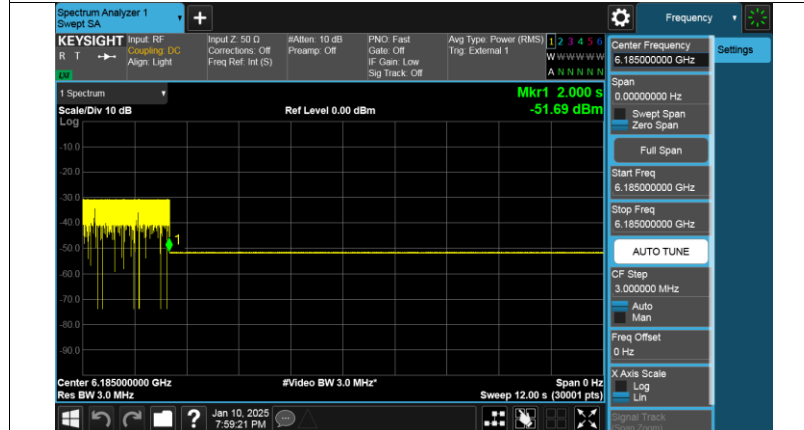 Spectrum Analyzer 1
Swept SA
Frequency
KEYSIGHT
R T
LXI
Input: RF
Coupling: DC
Align: Light
Input Z: 50 Ω
Corrections: Off
Freq Ref: Int (S)
#Atten: 10 dB
Preamp: Off
PNO: Fast
Gate: Off
IF Gain: Low
Sig Track: Off
Avg Type: Power (RMS)
Trig: External 1
1 2 3 4 5 6
W W W W W W
A N N N N N
1 Spectrum
Scale/Div 10 dB
Ref Level 0.00 dBm
Mkr1 2.000 s
-51.69 dBm
Log
-10.0
-20.0
-30.0
-40.0
-50.0
-60.0
-70.0
-80.0
-90.0
1
Center 6.185000000 GHz
#Video BW 3.0 MHz*
Span 0 Hz
Res BW 3.0 MHz
Sweep 12.00 s (30001 pts)
Jan 10, 2025
7:59:21 PM
Center Frequency
6.185000000 GHz
Settings
Span
0.00000000 Hz
Swept Span
Zero Span
Full Span
Start Freq
6.185000000 GHz
Stop Freq
6.185000000 GHz
AUTO TUNE
CF Step
3.000000 MHz
Auto
Man
Freq Offset
0 Hz
X Axis Scale
Log
Lin
Signal Track
(Span Zoom)